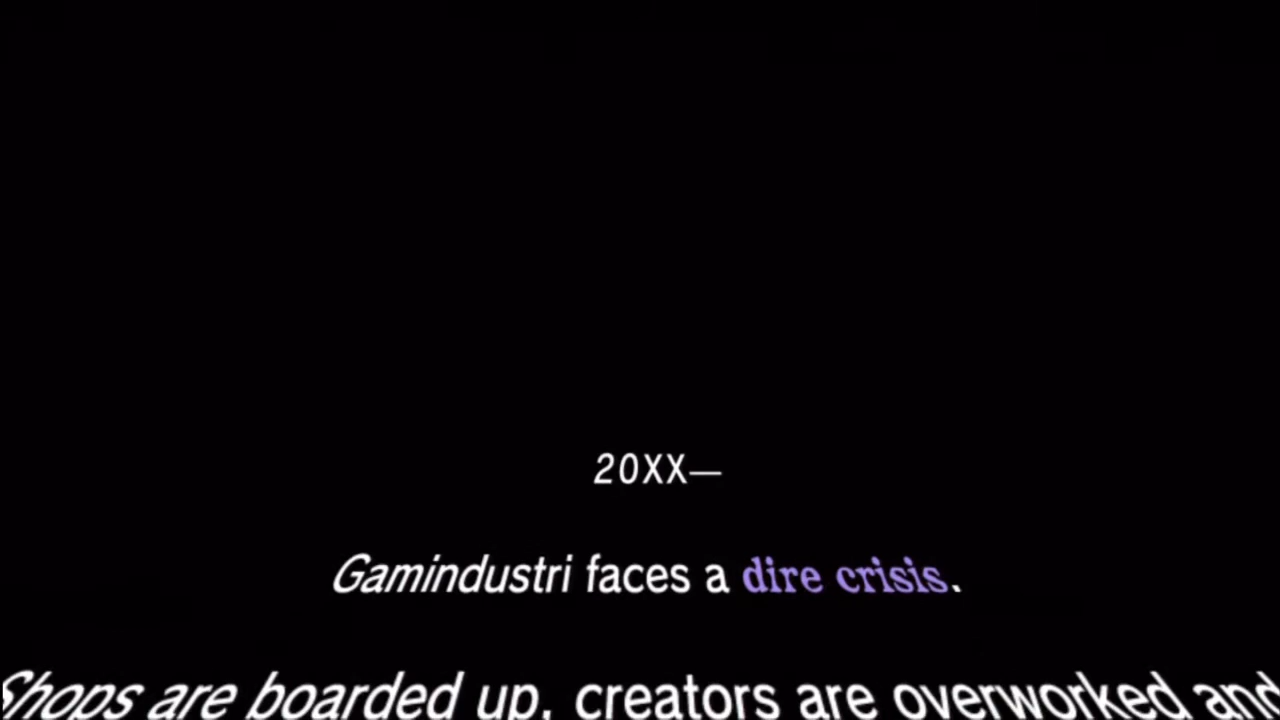 20XX—
Gamindustri faces a dire crisis.
Shops are boarded up, creators are overworked and